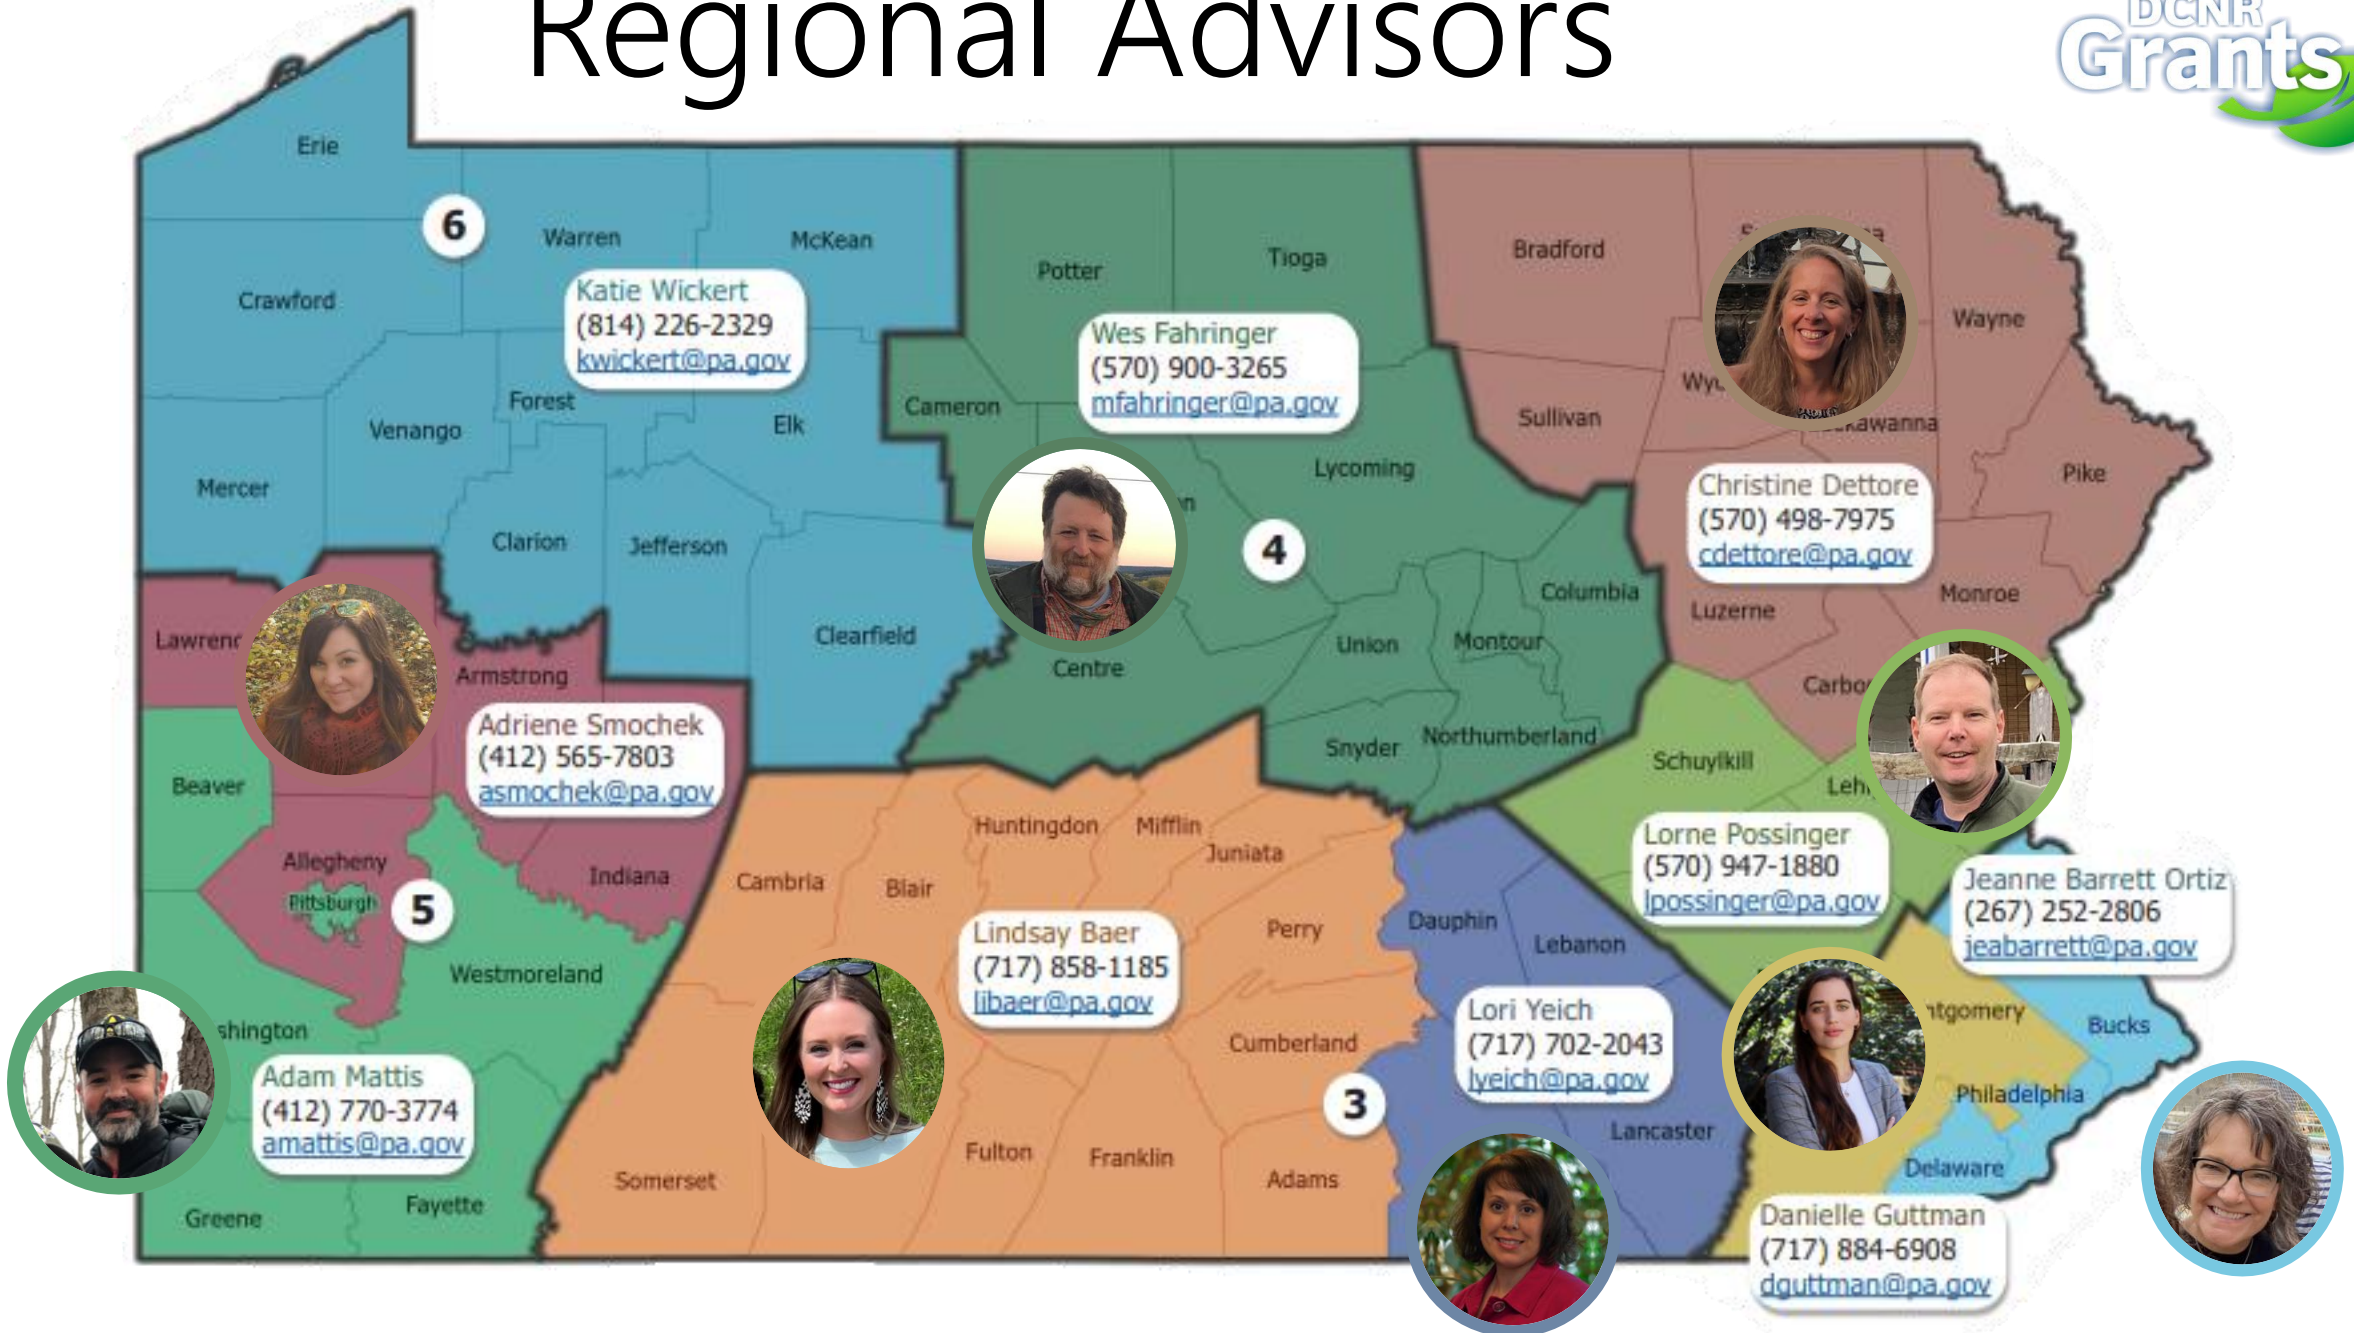 Regional Advisors
DCNR
Grants
Erie
6
Warren
McKean
Crawford
Katie Wickert
(814) 226-2329
kwickert@pa.gov
Forest
Venango
Elk
Mercer
Clarion
Jefferson
Clearfield
Potter
Tioga
Wes Fahringer
(570) 900-3265
mfahringer@pa.gov
Cameron
Lycoming
4
Columbia
Union
Montour
Centre
Snyder
Northumberland
Bradford
Wayne
Sullivan
Pike
Christine Dettore
(570) 498-7975
cdettore@pa.gov
Luzerne
Monroe
Armstrong
Adriene Smochek
(412) 565-7803
asmochek@pa.gov
Beaver
Allegheny
Pittsburgh
5
Indiana
Westmoreland
Adam Mattis
(412) 770-3774
amattis@pa.gov
Greene
Fayette
Huntingdon
Mifflin
Juniata
Cambria
Blair
Perry
Lindsay Baer
(717) 858-1185
libaer@pa.gov
Cumberland
3
Somerset
Fulton
Franklin
Adams
Dauphin
Lebanon
Lori Yeich
(717) 702-2043
lyeich@pa.gov
Lancaster
Schuylkill
Lorne Possinger
(570) 947-1880
lpossinger@pa.gov
Jeanne Barrett Ortiz
(267) 252-2806
jeabarrett@pa.gov
Bucks
Philadelphia
Delaware
Danielle Guttman
(717) 884-6908
dguttman@pa.gov